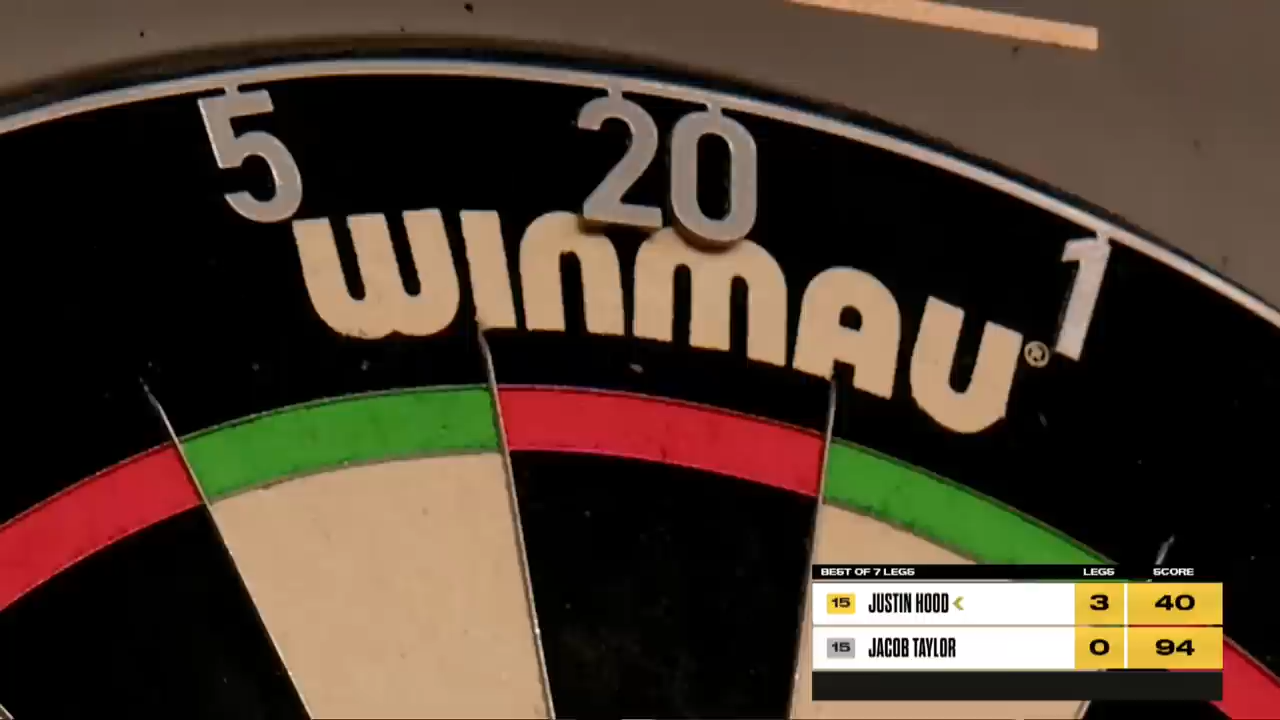 5 20 1
WINMAU®
BEST OF 7 LEGS LEGS SCORE
15 JUSTIN HOOD 3 40
15 JACOB TAYLOR 0 94